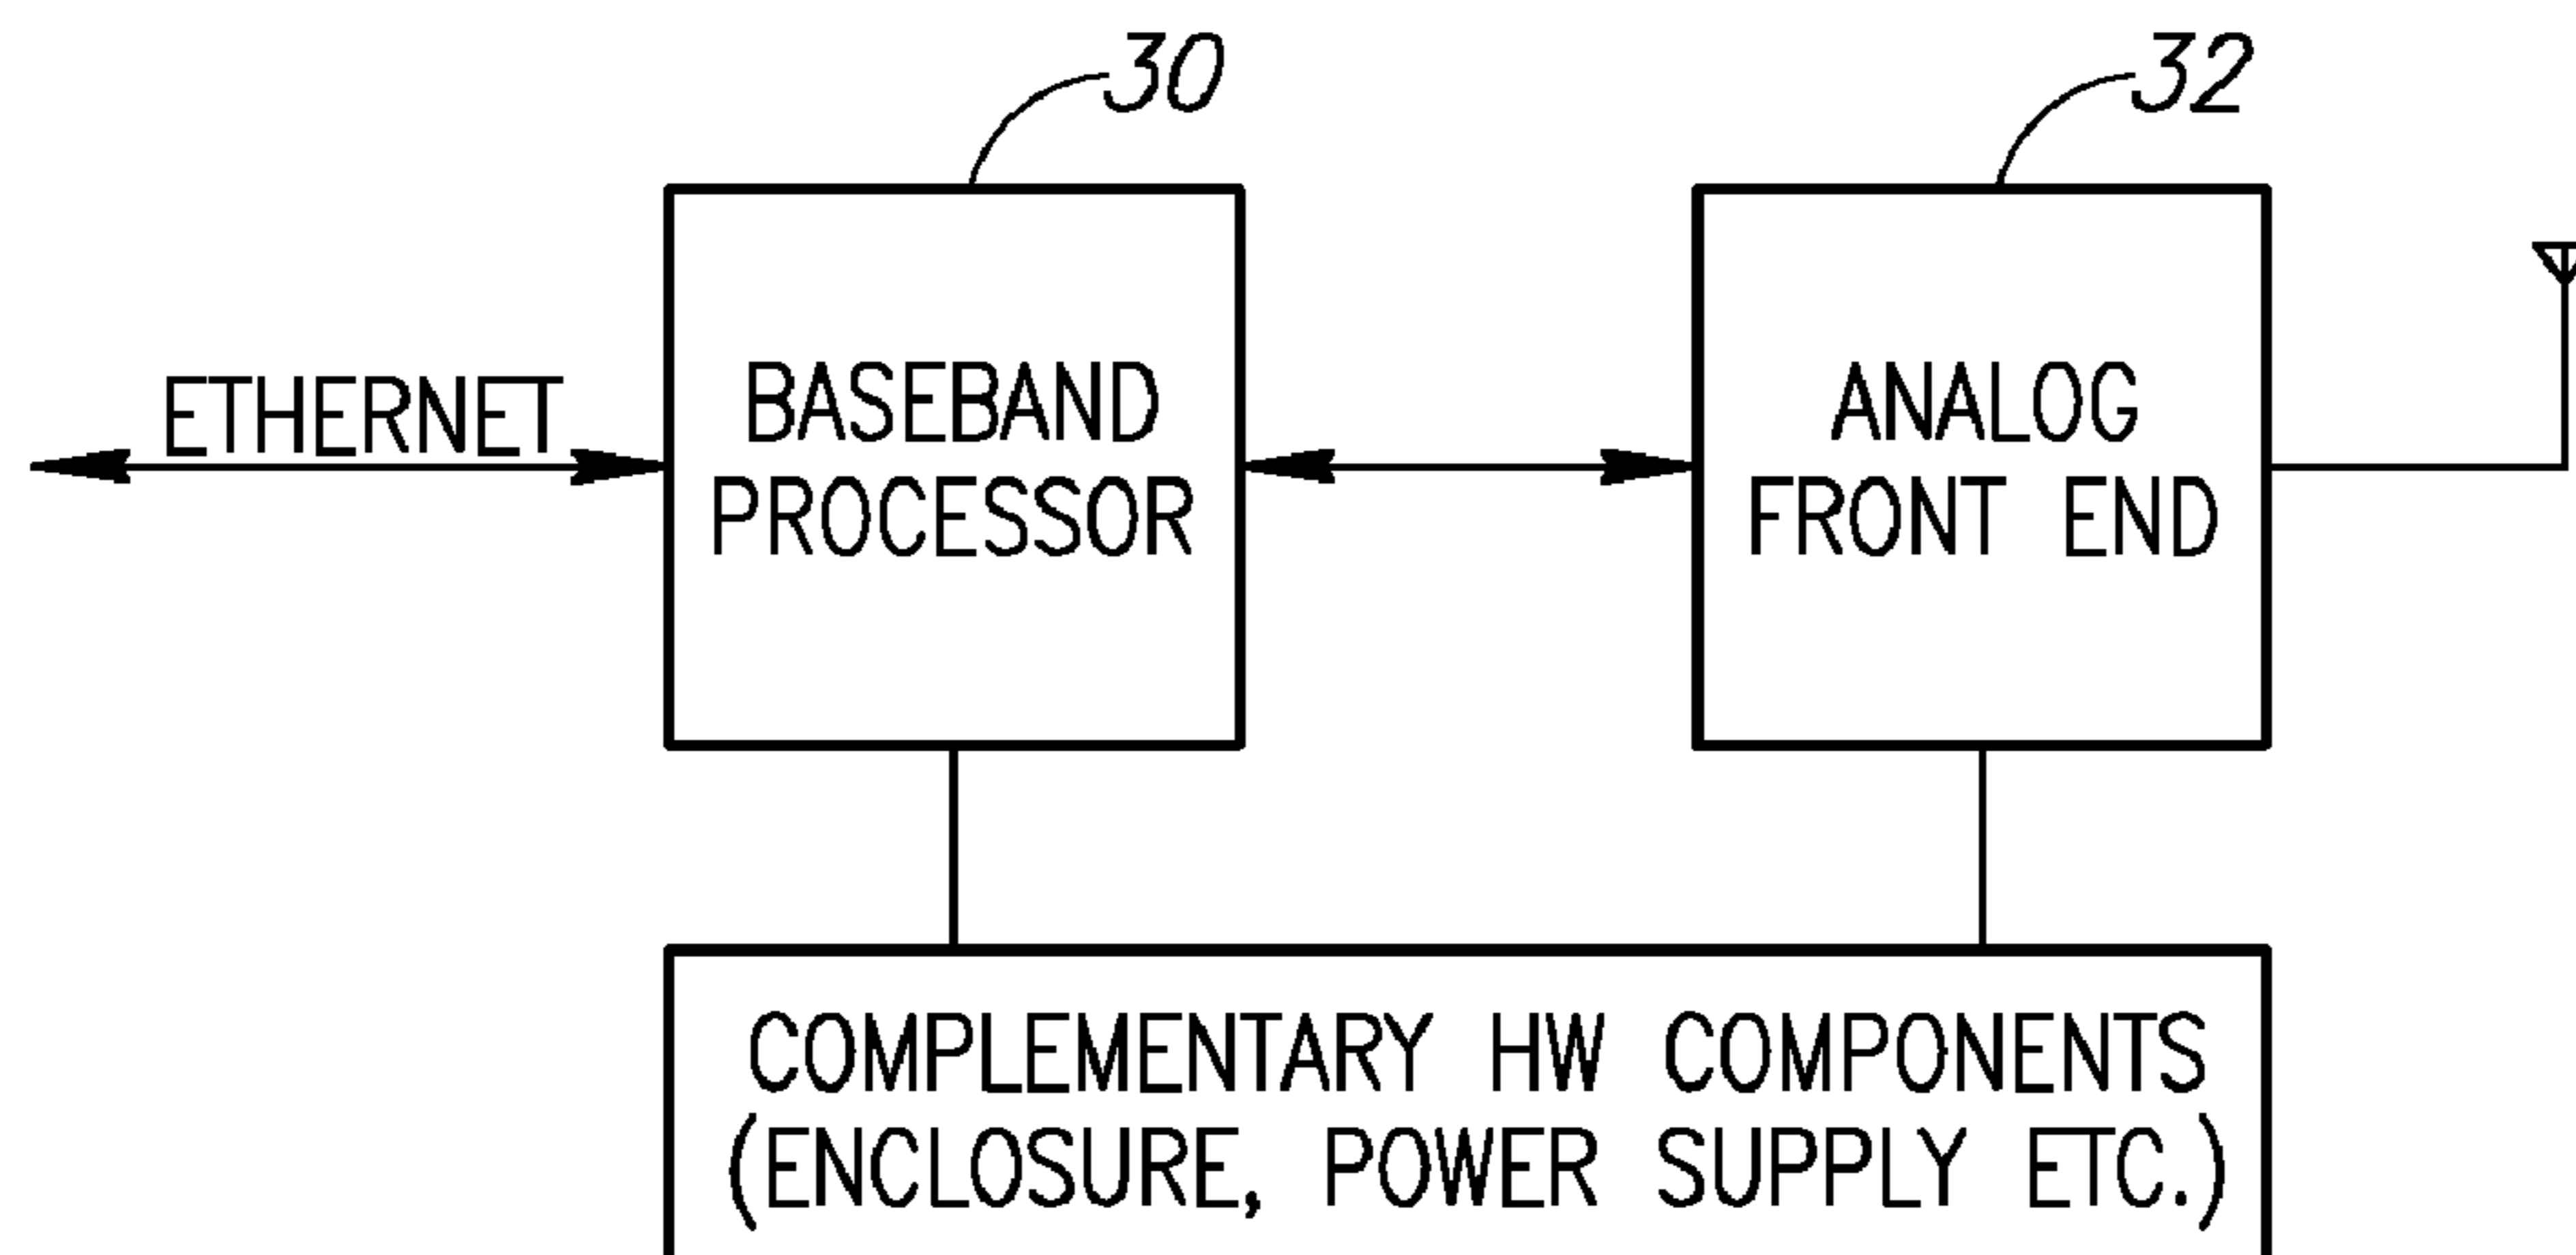 30
32
ETHERNET
BASEBAND
PROCESSOR
ANALOG
FRONT END
COMPLEMENTARY HW COMPONENTS
(ENCLOSURE, POWER SUPPLY ETC.)